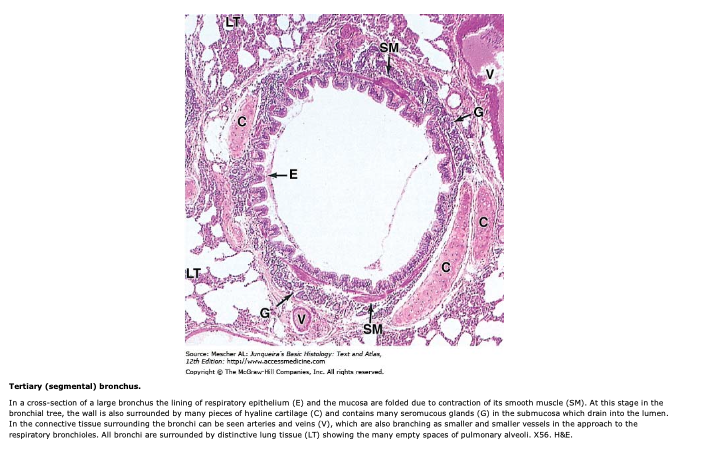 LT
SM
V
G
C
E
C
C
LT
G
V
SM
Source: Mescher AL: Junqueira's Basic Histology: Text and Atlas,
12th Edition: http://www.accessmedicine.com
Copyright © The McGraw-Hill Companies, Inc. All rights reserved.
Tertiary (segmental) bronchus.
In a cross-section of a large bronchus the lining of respiratory epithelium (E) and the mucosa are folded due to contraction of its smooth muscle (SM). At this stage in the
bronchial tree, the wall is also surrounded by many pieces of hyaline cartilage (C) and contains many seromucous glands (G) in the submucosa which drain into the lumen.
In the connective tissue surrounding the bronchi can be seen arteries and veins (V), which are also branching as smaller and smaller vessels in the approach to the
respiratory bronchioles. All bronchi are surrounded by distinctive lung tissue (LT) showing the many empty spaces of pulmonary alveoli. X56. H&E.